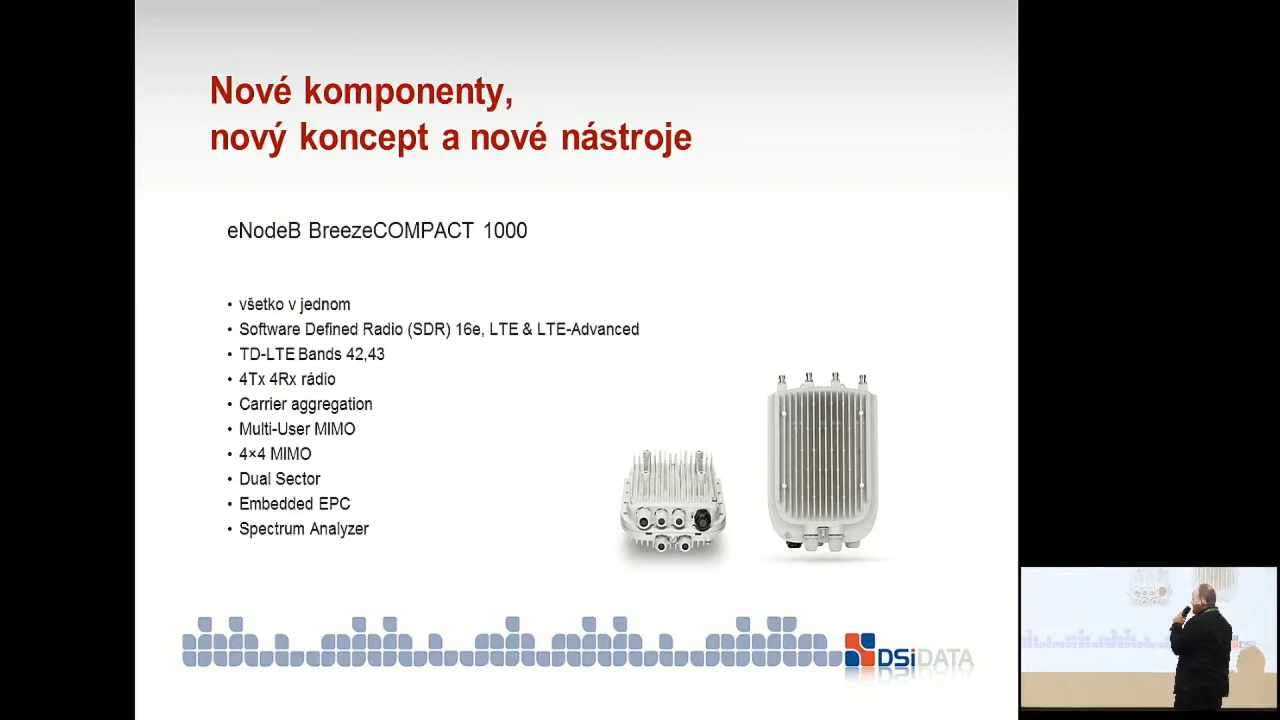 Nové komponenty,
nový koncept a nové nástroje
eNodeB BreezeCOMPACT 1000
• všetko v jednom
• Software Defined Radio (SDR) 16e, LTE & LTE-Advanced
• TD-LTE Bands 42,43
• 4Tx 4Rx rádio
• Carrier aggregation
• Multi-User MIMO
• 4×4 MIMO
• Dual Sector
• Embedded EPC
• Spectrum Analyzer
DSiDATA
DSi